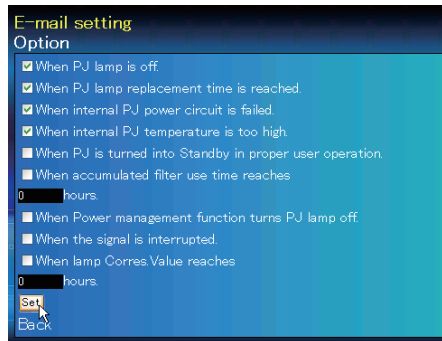 E-mail setting
Option
When PJ lamp is off.
When PJ lamp replacement time is reached.
When internal PJ power circuit is failed.
When internal PJ temperature is too high.
When PJ is turned into Standby in proper user operation.
When accumulated filter use time reaches
0 hours.
When Power management function turns PJ lamp off.
When the signal is interrupted.
When lamp Corres.Value reaches
0 hours.
Set
Back